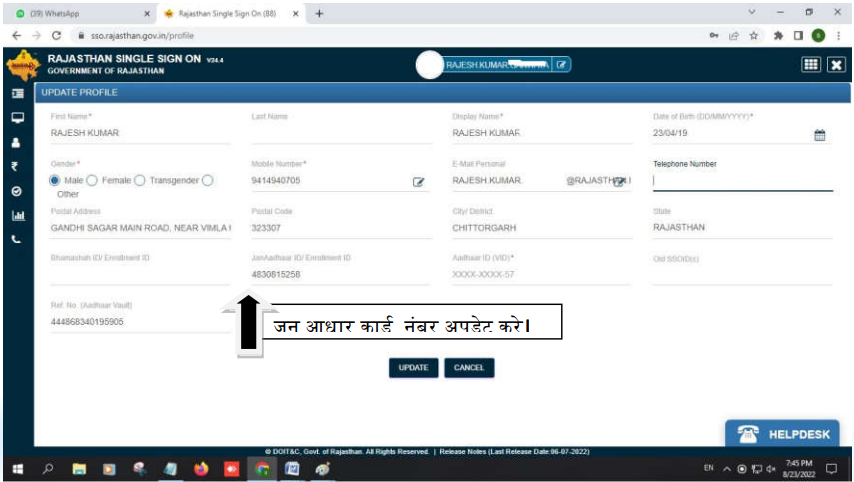 (39) WhatsApp
Rajasthan Single Sign On (88)
sso.rajasthan.gov.in/profile
RAJASTHAN SINGLE SIGN ON V34.4
GOVERNMENT OF RAJASTHAN
RAJESH KUMAR
UPDATE PROFILE
First Name* Last Name Display Name* Date of Birth (DD/MM/YYYY)*
RAJESH KUMAR RAJESH KUMAR 23/04/19
Gender* Mobile Number* E-Mail Personal Telephone Number
Male Female Transgender 9414940705 RAJESH.KUMAR. @RAJASTH
Other
Postal Address Postal Code City/ District State
GANDHI SAGAR MAIN ROAD, NEAR VIMLA 323307 CHITTORGARH RAJASTHAN
Bhamashah ID/ Enrollment ID JanAadhaar ID/ Enrollment ID Aadhaar ID (VID)* Old SSOID(s)
4830815258 XXXX-XXXX-57
Ref. No. (Aadhaar Vault)
444868340195905
जन आधार कार्ड नंबर अपडेट करे।
UPDATE CANCEL
HELPDESK
© DOIT&C, Govt. of Rajasthan. All Rights Reserved. | Release Notes (Last Release Date:06-07-2022)
EN 7:45 PM
8/23/2022